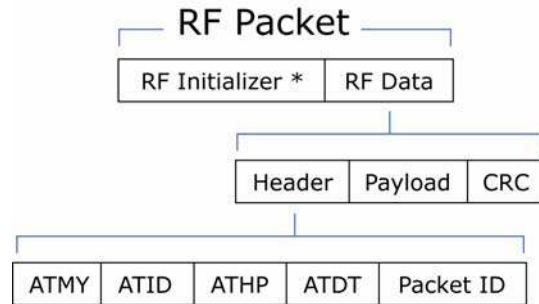 RF Packet
RF Initializer * RF Data
Header Payload CRC
ATMY ATID ATHP ATDT Packet ID